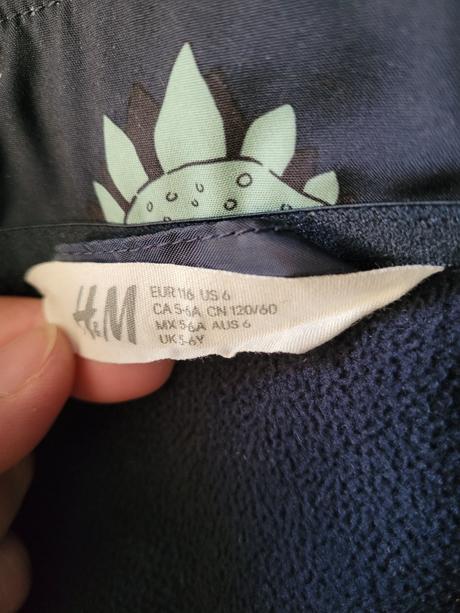 H&M
EUR 116 US 6
CA 5-6A CN 120/60
MX 5-6A AUS 6
UK 5-6Y